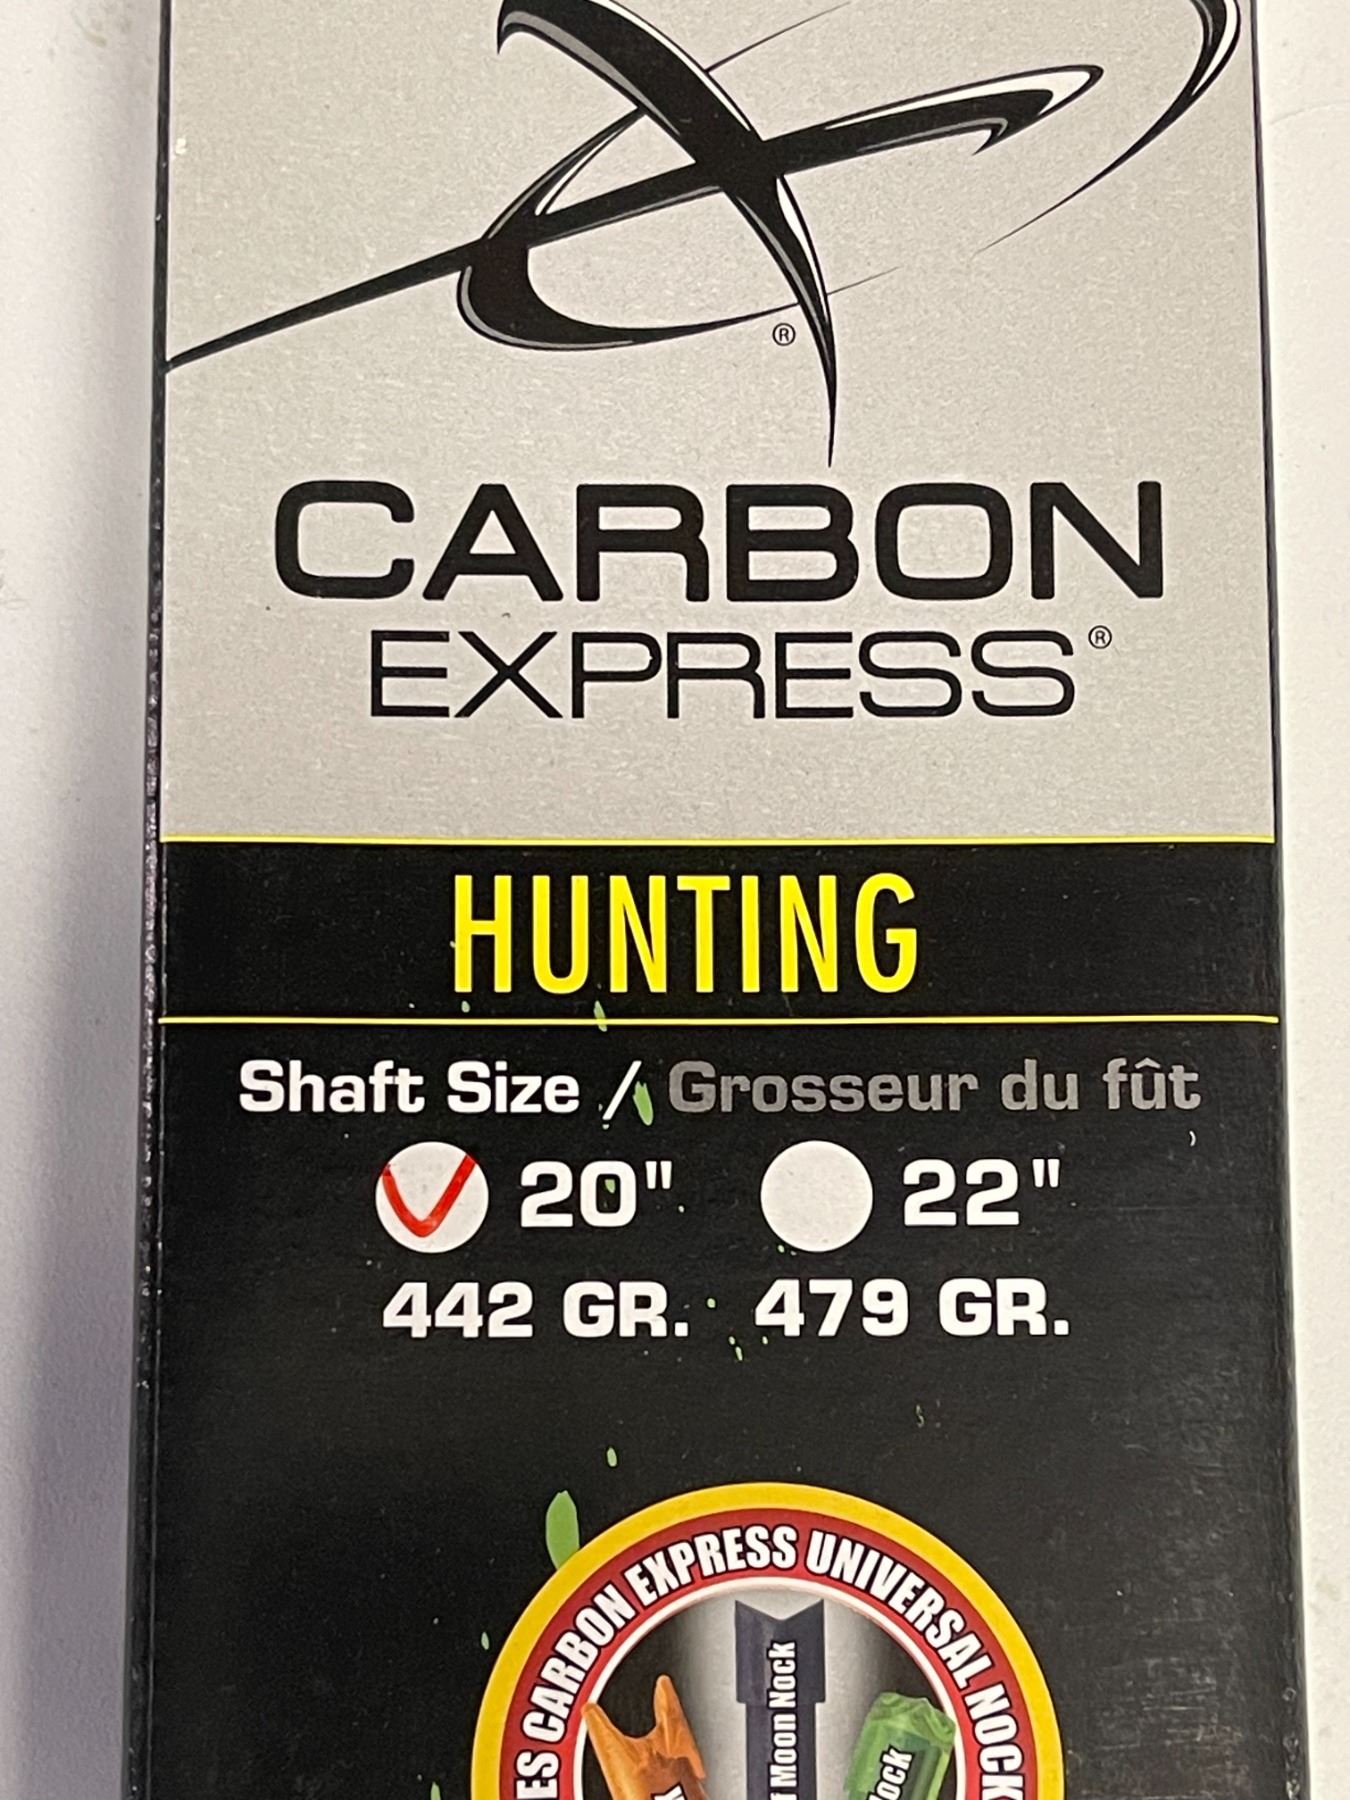 ®
CARBON
EXPRESS®
HUNTING
Shaft Size / Grosseur du fût
20" 22"
442 GR. 479 GR.
CARBON EXPRESS UNIVERSAL NOCK
Moon Nock